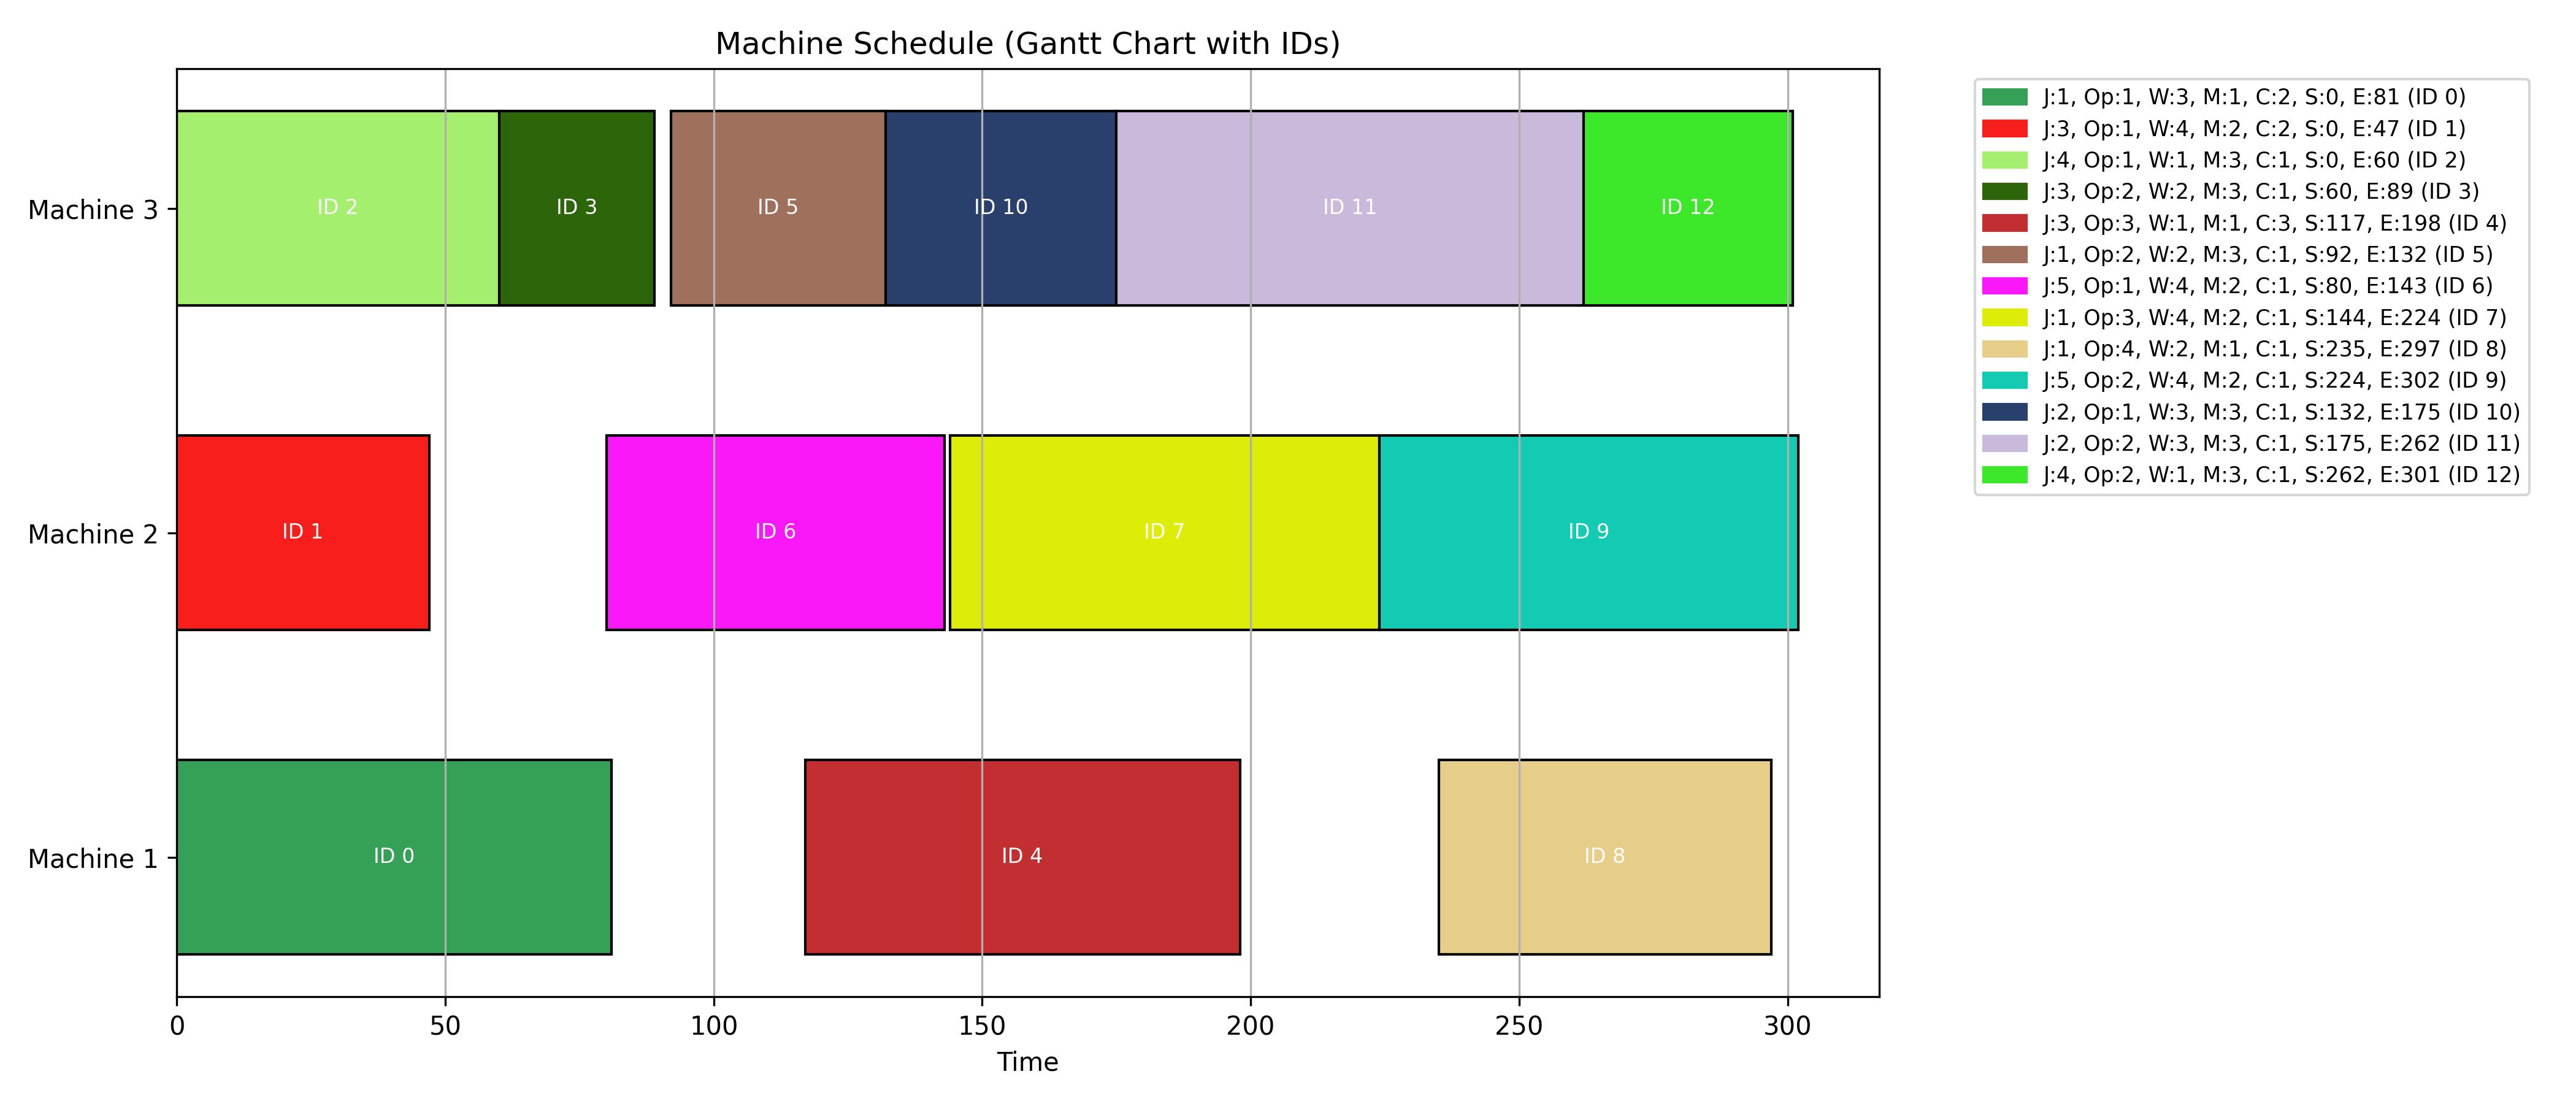 Machine Schedule (Gantt Chart with IDs)
Machine 3
ID 2
ID 3
ID 5
ID 10
ID 11
ID 12
Machine 2
ID 1
ID 6
ID 7
ID 9
Machine 1
ID 0
ID 4
ID 8
0 50 100 150 200 250 300
Time
J:1, Op:1, W:3, M:1, C:2, S:0, E:81 (ID 0)
J:3, Op:1, W:4, M:2, C:2, S:0, E:47 (ID 1)
J:4, Op:1, W:1, M:3, C:1, S:0, E:60 (ID 2)
J:3, Op:2, W:2, M:3, C:1, S:60, E:89 (ID 3)
J:3, Op:3, W:1, M:1, C:3, S:117, E:198 (ID 4)
J:1, Op:2, W:2, M:3, C:1, S:92, E:132 (ID 5)
J:5, Op:1, W:4, M:2, C:1, S:80, E:143 (ID 6)
J:1, Op:3, W:4, M:2, C:1, S:144, E:224 (ID 7)
J:1, Op:4, W:2, M:1, C:1, S:235, E:297 (ID 8)
J:5, Op:2, W:4, M:2, C:1, S:224, E:302 (ID 9)
J:2, Op:1, W:3, M:3, C:1, S:132, E:175 (ID 10)
J:2, Op:2, W:3, M:3, C:1, S:175, E:262 (ID 11)
J:4, Op:2, W:1, M:3, C:1, S:262, E:301 (ID 12)